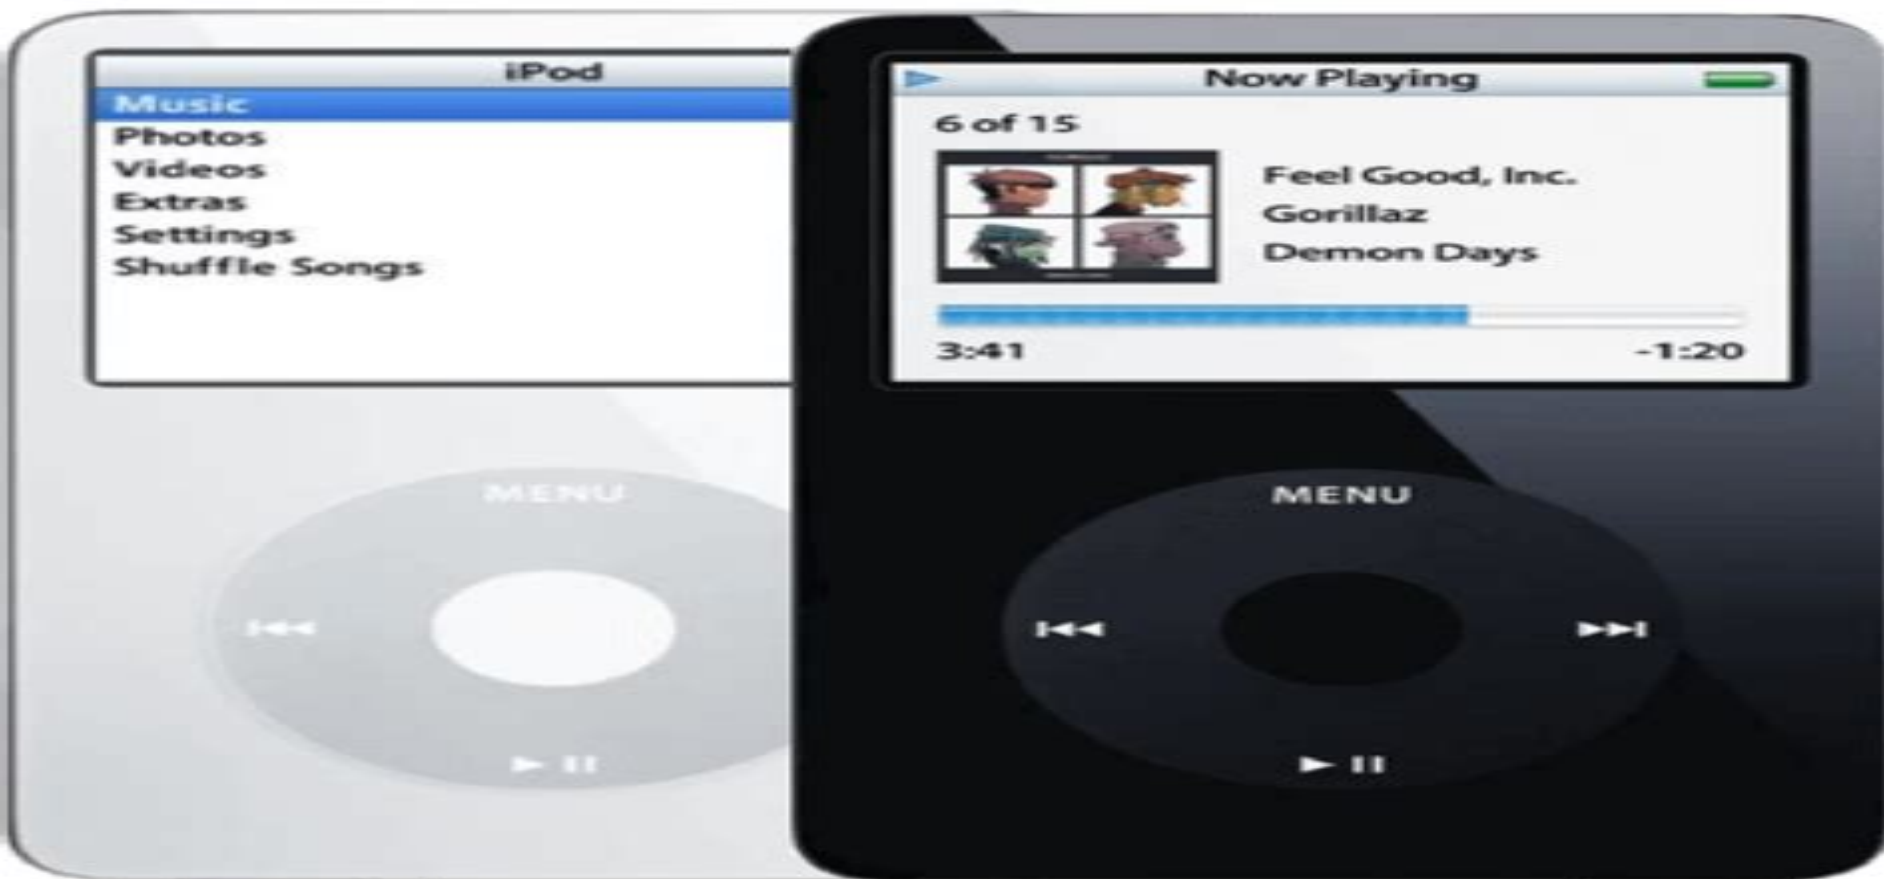 iPod
Music
Photos
Videos
Extras
Settings
Shuffle Songs
MENU
Now Playing
6 of 15
Feel Good, Inc.
Gorillaz
Demon Days
3:41
-1:20
MENU